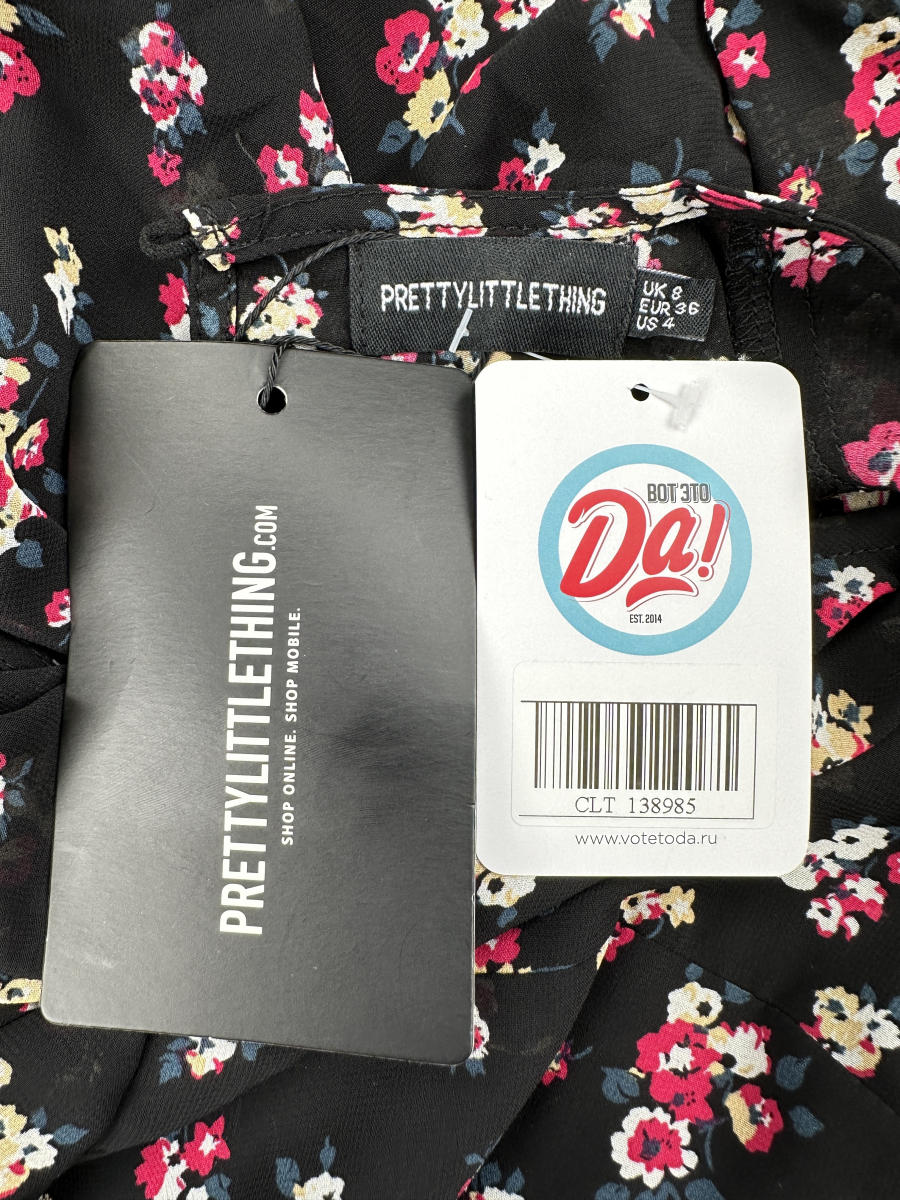 PRETTYLITTLETHING
UK 8
EUR 36
US 4
PRETTYLITTLETHING.COM
SHOP ONLINE. SHOP MOBILE.
ВОТ ЭТО
Да!
EST. 2014
CLT 138985
www.votetoda.ru